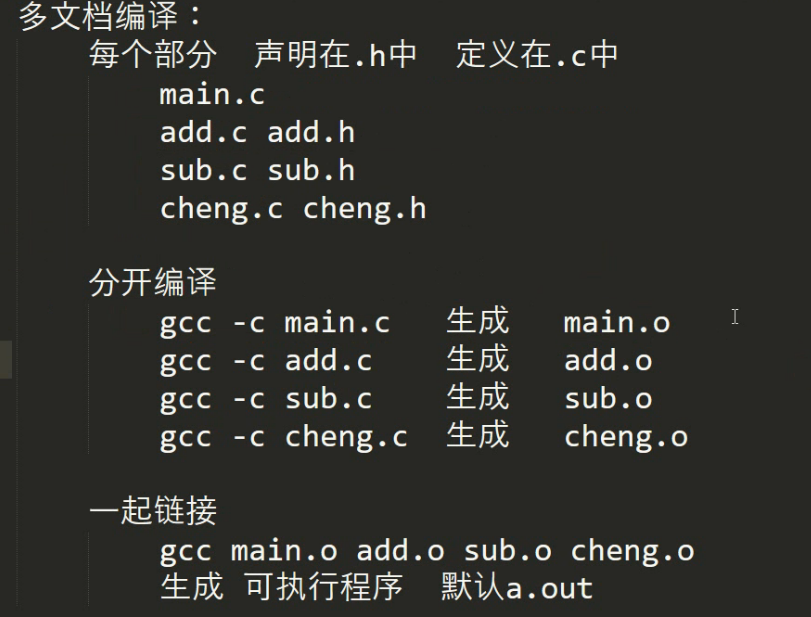 多文档编译：
每个部分 声明在.h中 定义在.c中
main.c
add.c add.h
sub.c sub.h
cheng.c cheng.h
分开编译
gcc -c main.c 生成 main.o
gcc -c add.c 生成 add.o
gcc -c sub.c 生成 sub.o
gcc -c cheng.c 生成 cheng.o
一起链接
gcc main.o add.o sub.o cheng.o
生成 可执行程序 默认a.out